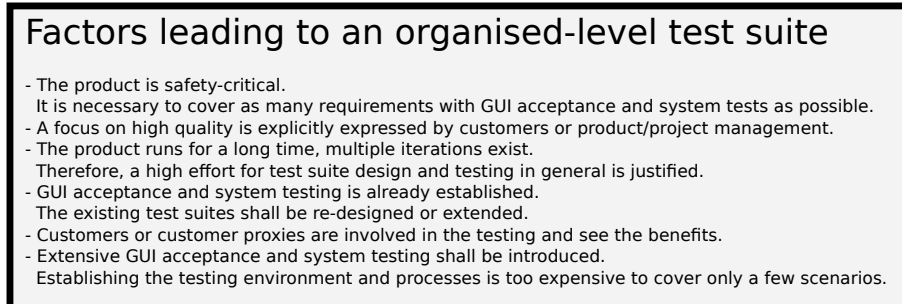 Factors leading to an organised-level test suite
- The product is safety-critical.
It is necessary to cover as many requirements with GUI acceptance and system tests as possible.
- A focus on high quality is explicitly expressed by customers or product/project management.
- The product runs for a long time, multiple iterations exist.
Therefore, a high effort for test suite design and testing in general is justified.
- GUI acceptance and system testing is already established.
The existing test suites shall be re-designed or extended.
- Customers or customer proxies are involved in the testing and see the benefits.
- Extensive GUI acceptance and system testing shall be introduced.
Establishing the testing environment and processes is too expensive to cover only a few scenarios.